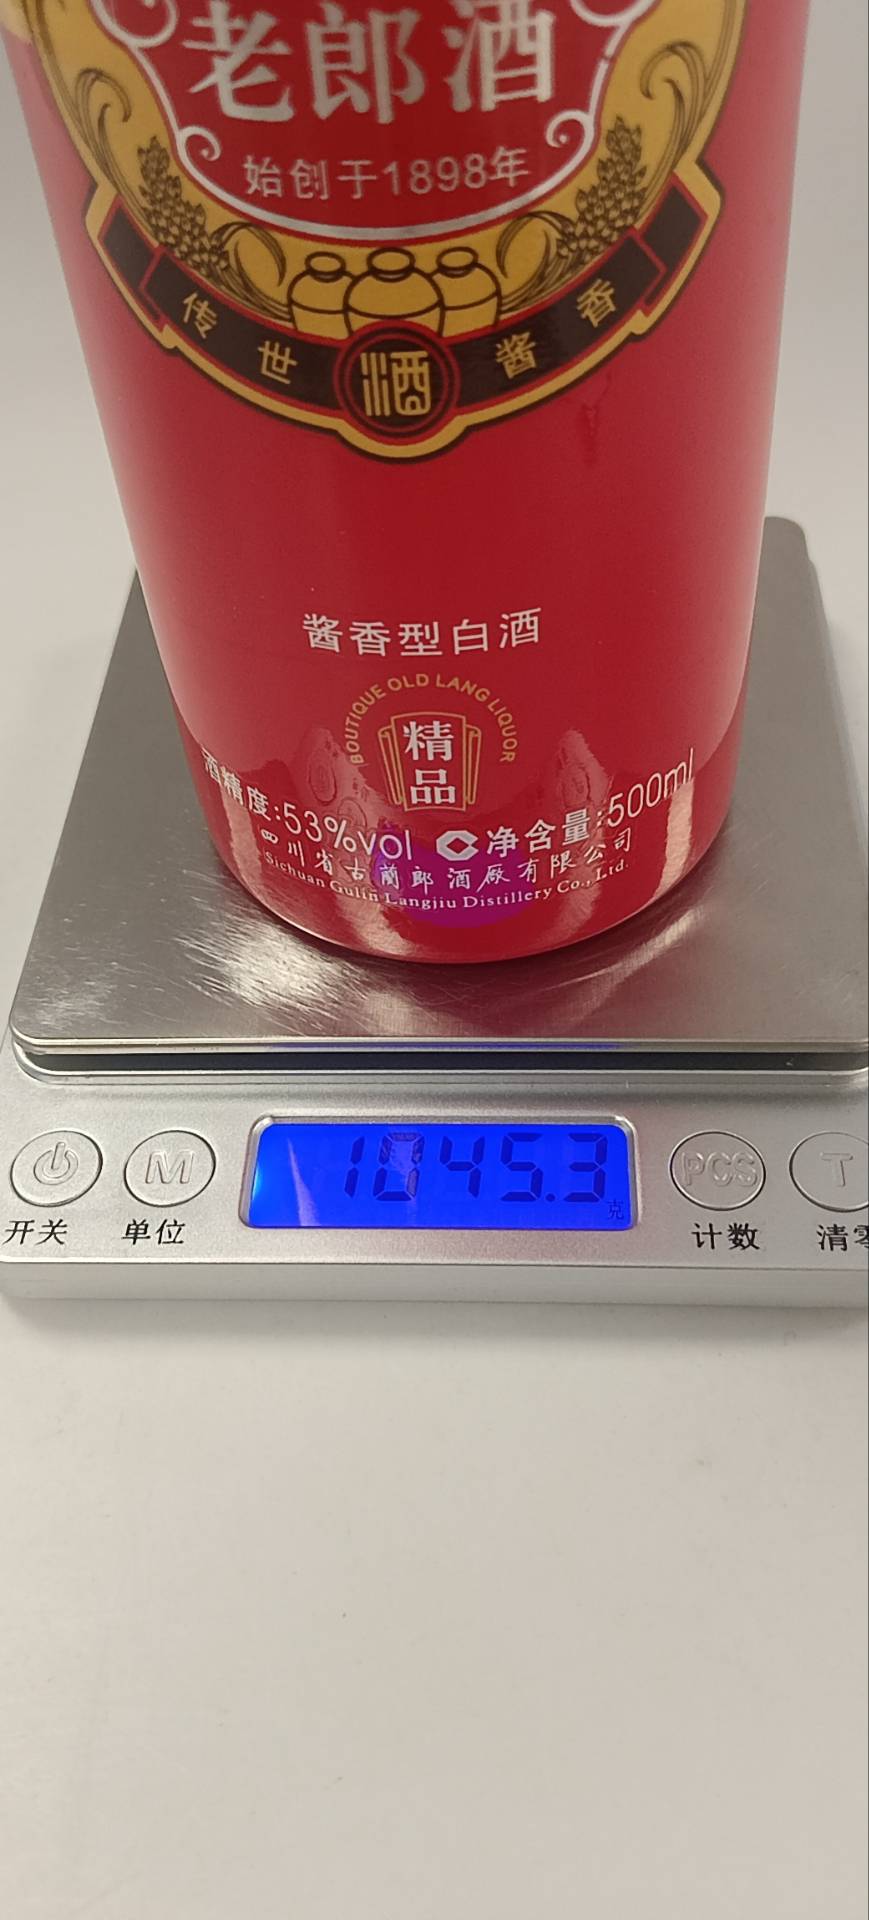 老郎酒
始创于1898年
传世酱香
酒
酱香型白酒
BOUTIQUE OLD LANG LIQUOR
精品
酒精度:53%vol 净含量:500ml
四川省古蔺郎酒厰有限公司
Sichuan Gulin Langjiu Distillery Co., Ltd.
1045.3
克
M PCS T
开关 单位 计数 清零